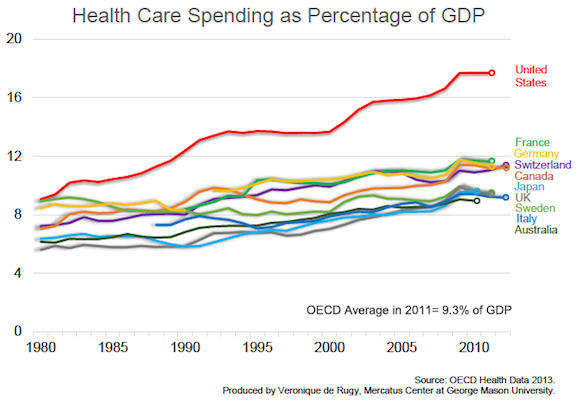 Health Care Spending as Percentage of GDP
20
16
12
8
4
0
United
States
France
Germany
Switzerland
Canada
Japan
UK
Sweden
Italy
Australia
OECD Average in 2011= 9.3% of GDP
1980 1985 1990 1995 2000 2005 2010
Source: OECD Health Data 2013.
Produced by Veronique de Rugy, Mercatus Center at George Mason University.